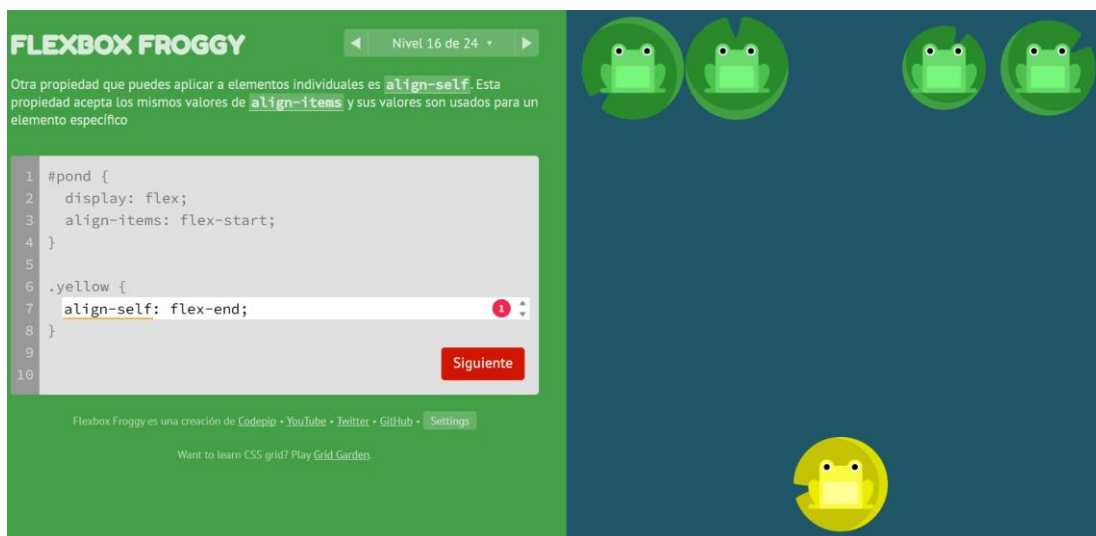 FLEXBOX FROGGY
◀ Nivel 16 de 24 ▾ ▶
Otra propiedad que puedes aplicar a elementos individuales es align-self. Esta
propiedad acepta los mismos valores de align-items y sus valores son usados para un
elemento específico
1 #pond {
2 display: flex;
3 align-items: flex-start;
4 }
5
6 .yellow {
7 align-self: flex-end; 1
8 }
9
10
Siguiente
Flexbox Froggy es una creación de Codepip • YouTube • Twitter • GitHub • Settings
Want to learn CSS grid? Play Grid Garden.